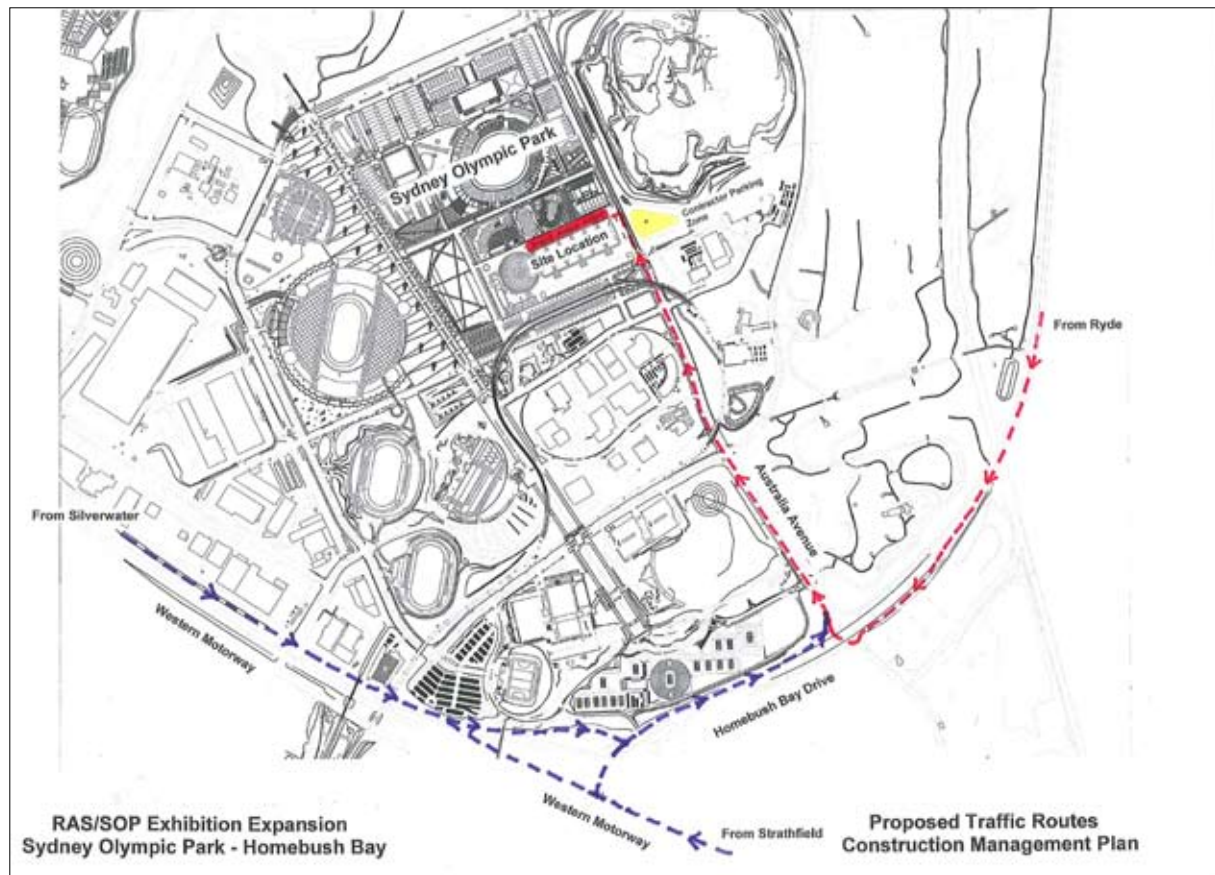 Sydney Olympic Park
Contractor Parking
Zone
Site Location
From Ryde
Australia Avenue
From Silverwater
Western Motorway
Homebush Bay Drive
Western Motorway
From Strathfield
RAS/SOP Exhibition Expansion
Sydney Olympic Park - Homebush Bay
Proposed Traffic Routes
Construction Management Plan